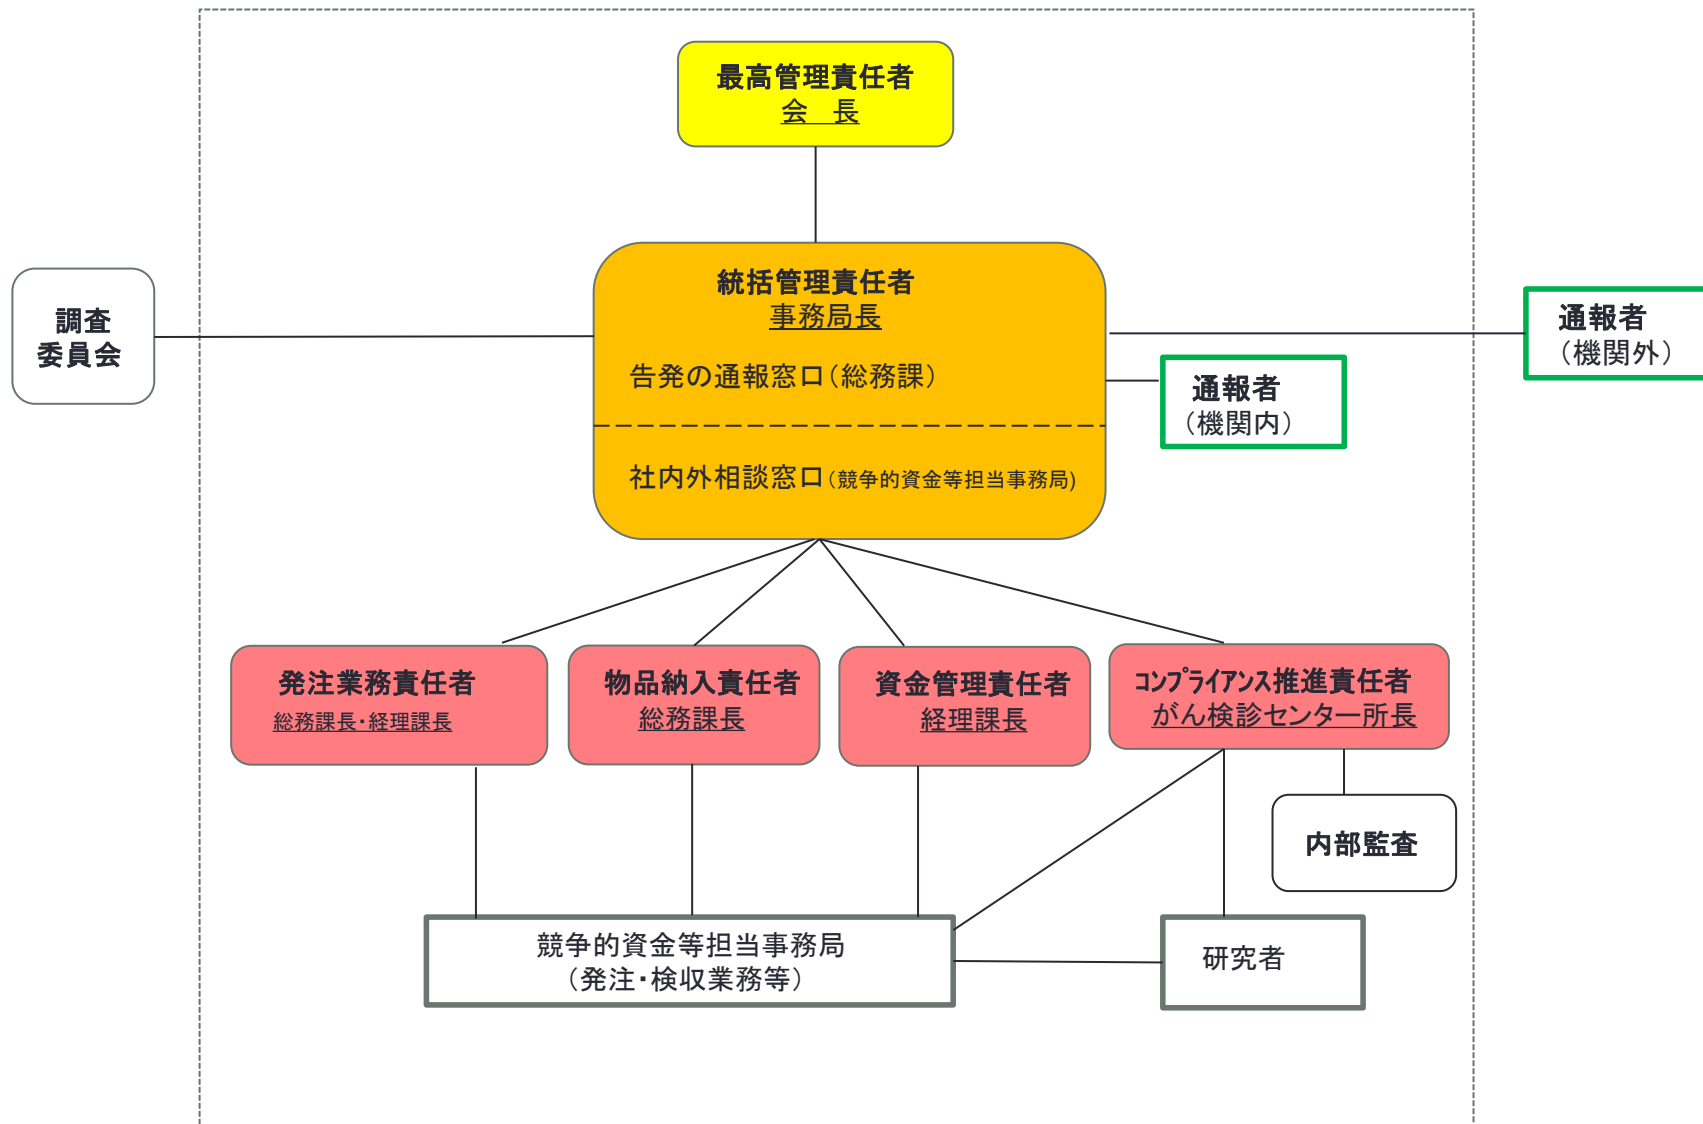 最高管理責任者
会　長
統括管理責任者
事務局長
告発の通報窓口（総務課）
社内外相談窓口（競争的資金等担当事務局)
調査
委員会
通報者
（機関外）
通報者
（機関内）
発注業務責任者
総務課長・経理課長
物品納入責任者
総務課長
資金管理責任者
経理課長
ｺﾝﾌﾟﾗｲｱﾝｽ推進責任者
がん検診センター所長
内部監査
競争的資金等担当事務局
（発注・検収業務等）
研究者